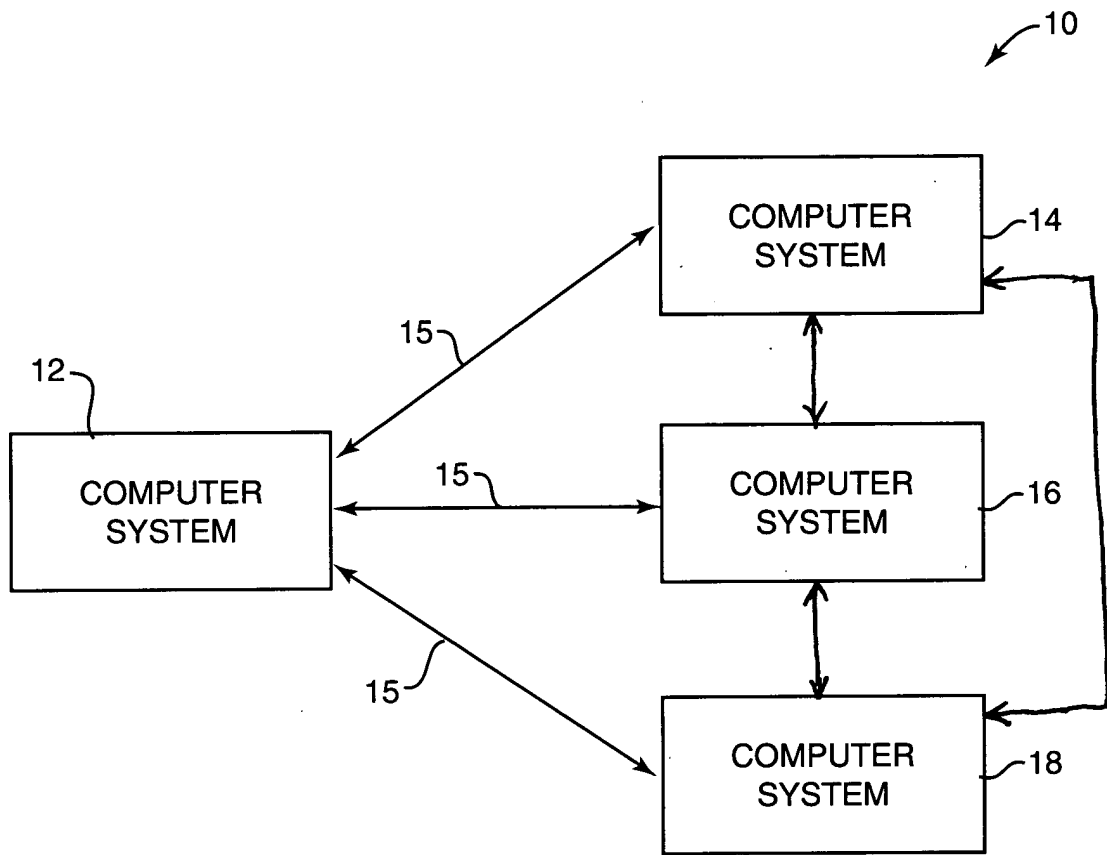 10
COMPUTER
SYSTEM
14
15
12
COMPUTER
SYSTEM
15
COMPUTER
SYSTEM
16
15
COMPUTER
SYSTEM
18